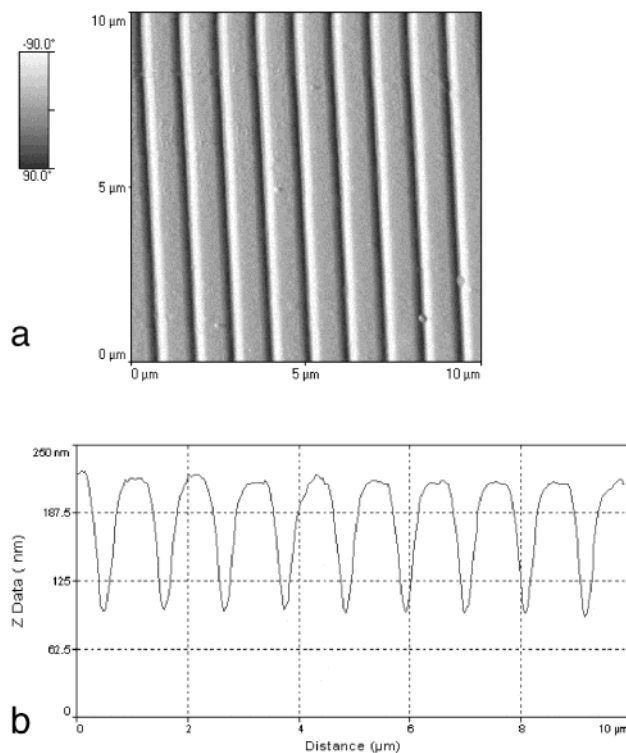 10 µm
-90.0°
90.0°
5 µm
a
0 µm
0 µm
5 µm
10 µm
250 nm
187.5
125
62.5
0
Z Data ( nm)
b
0
2
4
6
8
10 µm
Distance (µm)